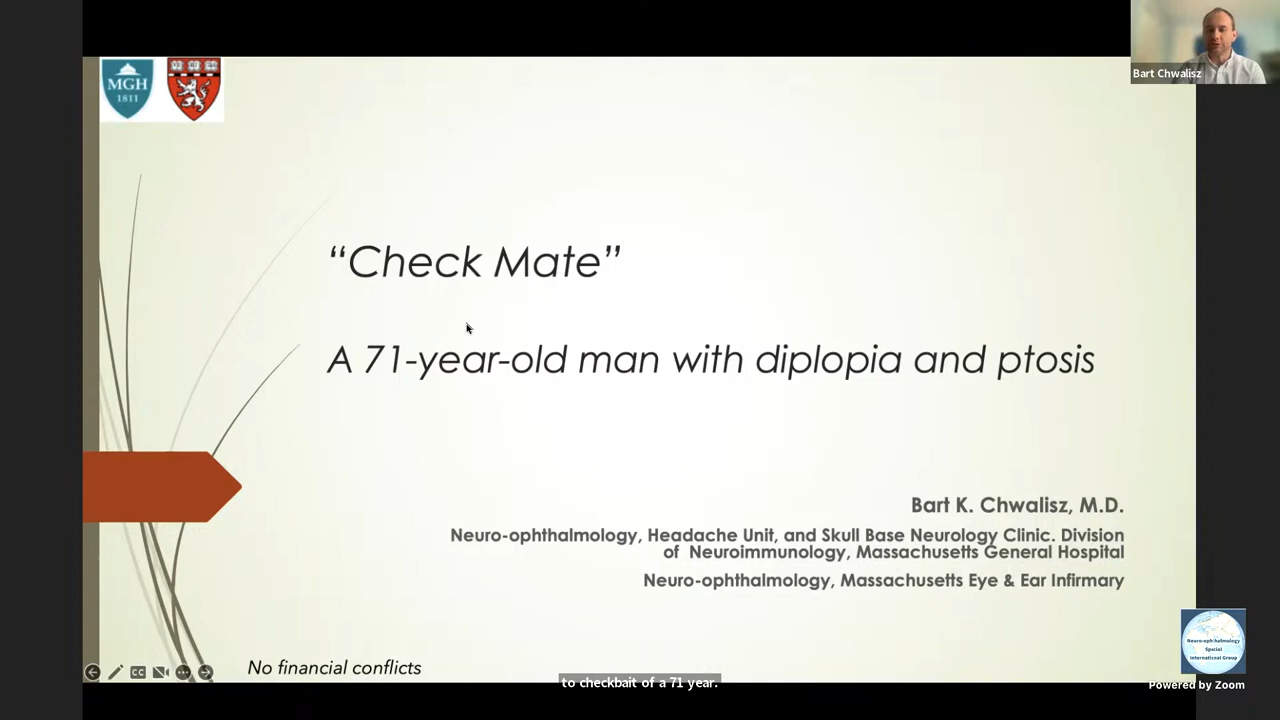 MGH
1811
Bart Chwalisz
“Check Mate”
A 71-year-old man with diplopia and ptosis
Bart K. Chwalisz, M.D.
Neuro-ophthalmology, Headache Unit, and Skull Base Neurology Clinic. Division
of Neuroimmunology, Massachusetts General Hospital
Neuro-ophthalmology, Massachusetts Eye & Ear Infirmary
Neuro-ophthalmology
Special
International Group
No financial conflicts
to checkbait of a 71 year.
Powered by Zoom